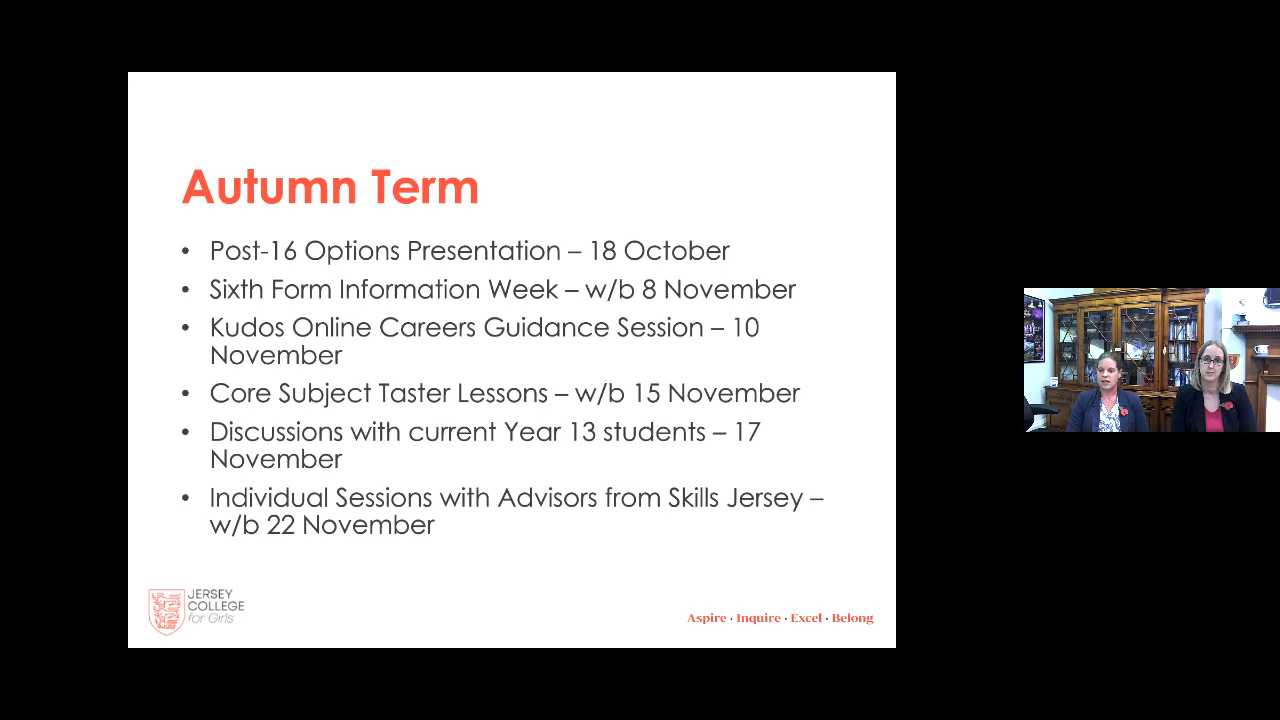 Autumn Term
• Post-16 Options Presentation – 18 October
• Sixth Form Information Week – w/b 8 November
• Kudos Online Careers Guidance Session – 10
November
• Core Subject Taster Lessons – w/b 15 November
• Discussions with current Year 13 students – 17
November
• Individual Sessions with Advisors from Skills Jersey –
w/b 22 November
JERSEY
COLLEGE
for Girls
Aspire · Inquire · Excel · Belong